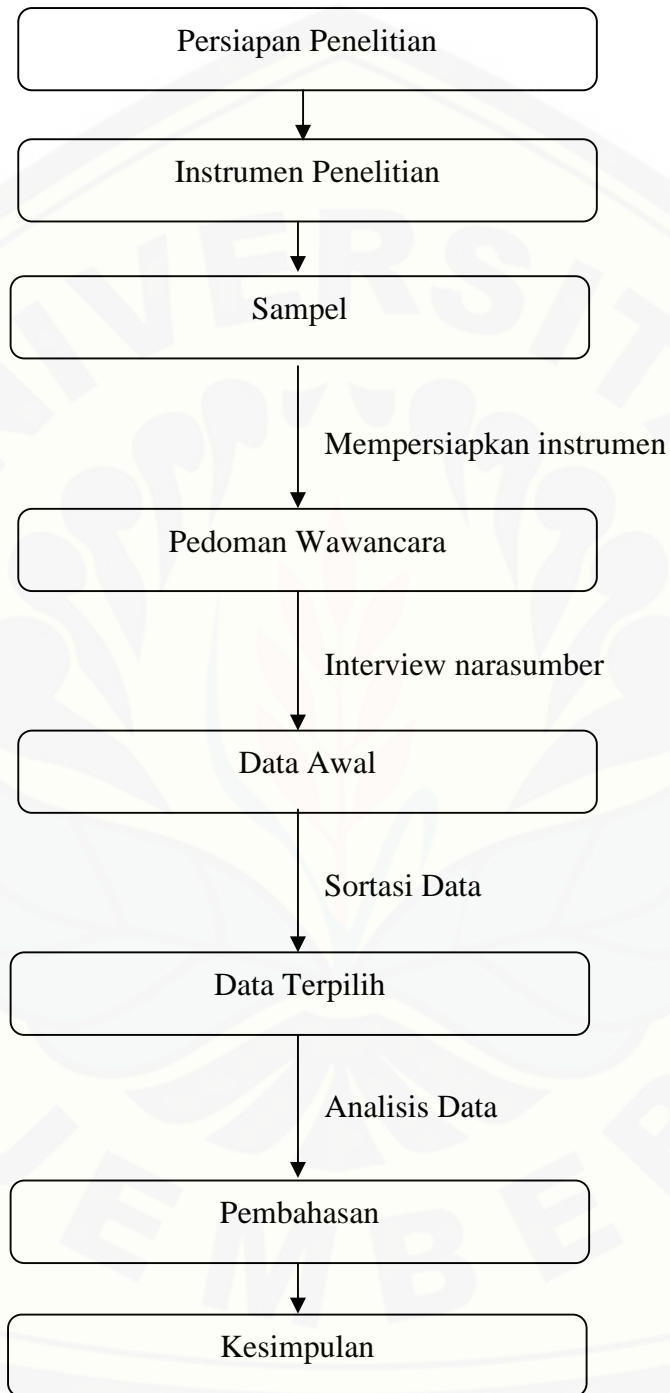 Persiapan Penelitian
Instrumen Penelitian
Sampel
Mempersiapkan instrumen
Pedoman Wawancara
Interview narasumber
Data Awal
Sortasi Data
Data Terpilih
Analisis Data
Pembahasan
Kesimpulan